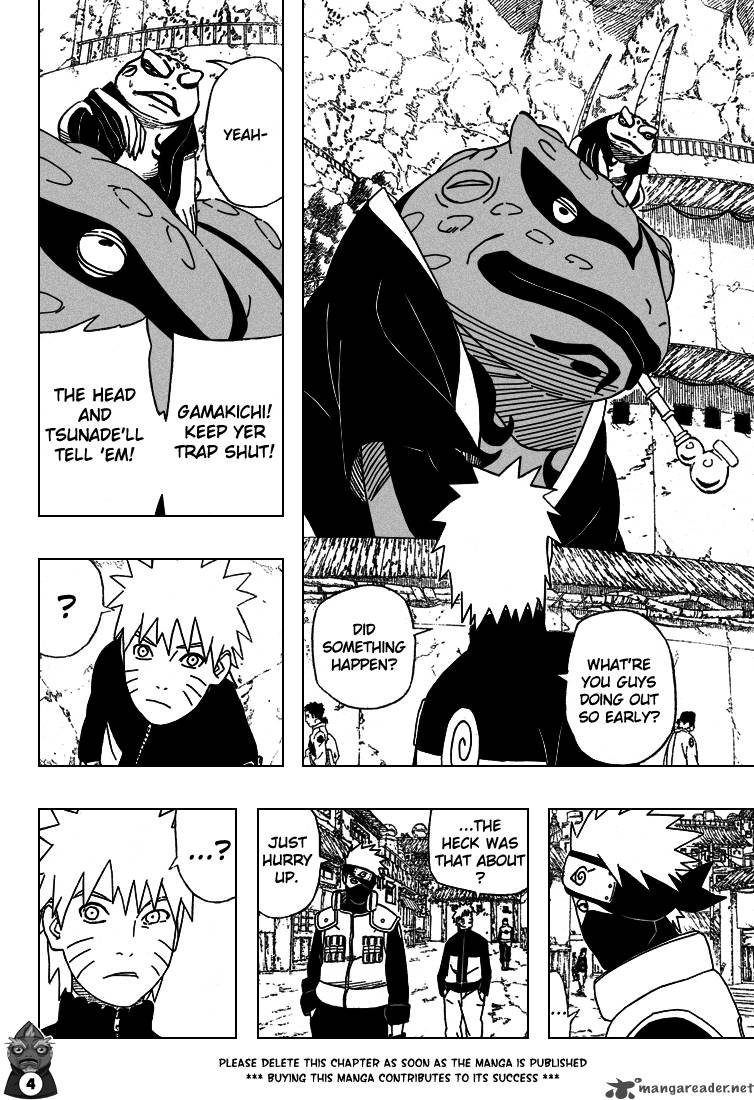 WHAT'RE
YOU GUYS
DOING OUT
SO EARLY?
DID
SOMETHING
HAPPEN?
YEAH-
GAMAKICHI!
KEEP YER
TRAP SHUT!
THE HEAD
AND
TSUNADE'LL
TELL 'EM!
?
...
...THE
HECK WAS
THAT ABOUT
?
JUST
HURRY
UP.
...?
4
PLEASE DELETE THIS CHAPTER AS SOON AS THE MANGA IS PUBLISHED
*** BUYING THIS MANGA CONTRIBUTES TO ITS SUCCESS ***
mangareader.net